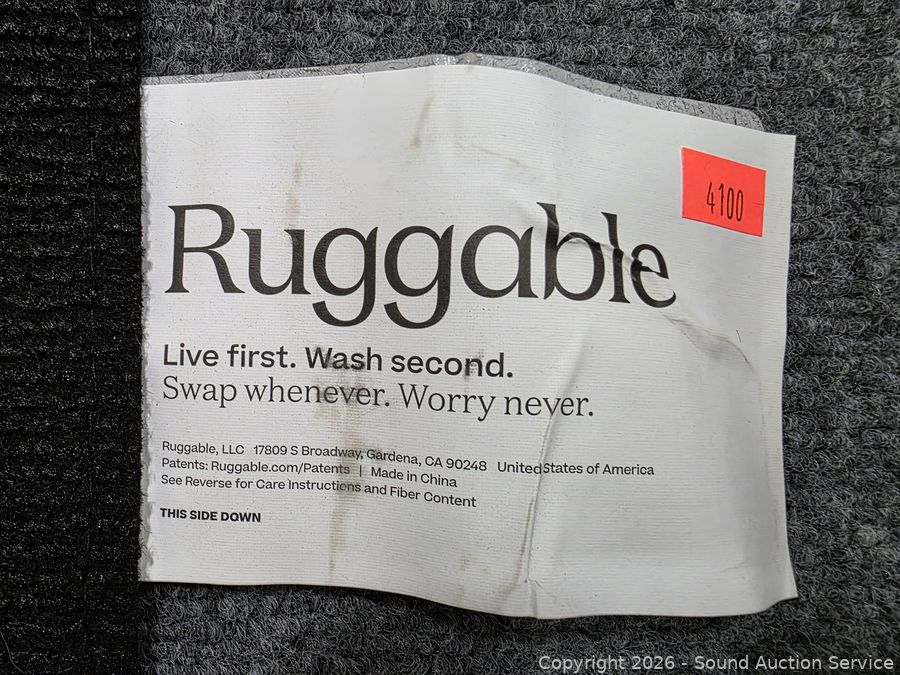 4100
Ruggable
Live first. Wash second.
Swap whenever. Worry never.
Ruggable, LLC 17809 S Broadway, Gardena, CA 90248 United States of America
Patents: Ruggable.com/Patents | Made in China
See Reverse for Care Instructions and Fiber Content
THIS SIDE DOWN
Copyright 2026 - Sound Auction Service